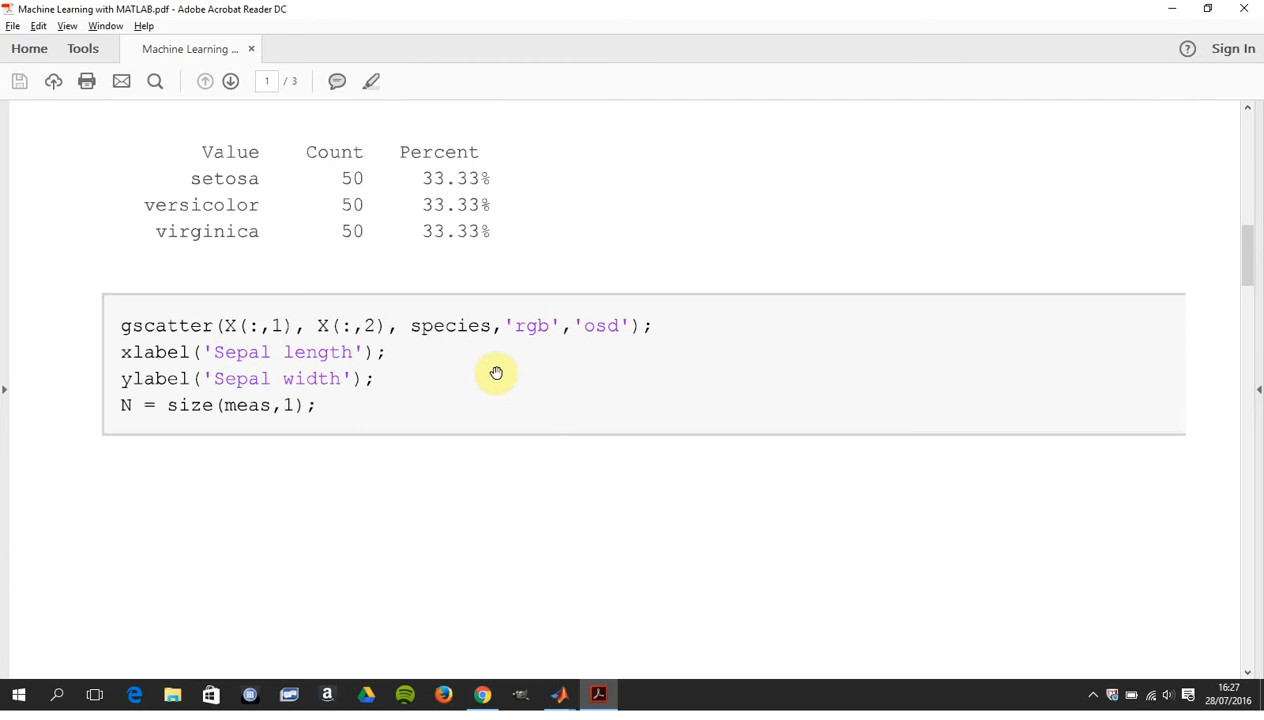 Machine Learning with MATLAB.pdf - Adobe Acrobat Reader DC
File Edit View Window Help
Home Tools Machine Learning ... × Sign In
1 / 3
Value Count Percent
setosa 50 33.33%
versicolor 50 33.33%
virginica 50 33.33%
gscatter(X(:,1), X(:,2), species,'rgb','osd');
xlabel('Sepal length');
ylabel('Sepal width');
N = size(meas,1);
16:27
28/07/2016